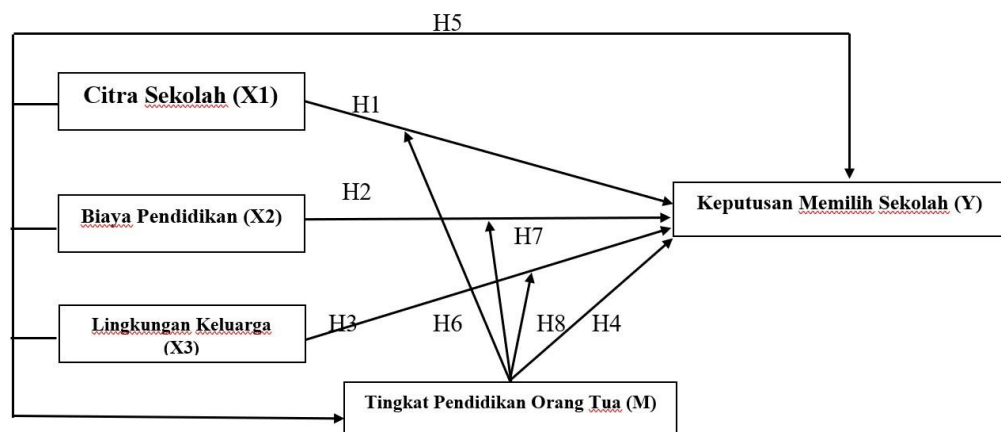 H5
Citra Sekolah (X1)
H1
H2
Biaya Pendidikan (X2)
Keputusan Memilih Sekolah (Y)
H7
Lingkungan Keluarga
(X3)
H3
H6
H8
H4
Tingkat Pendidikan Orang Tua (M)